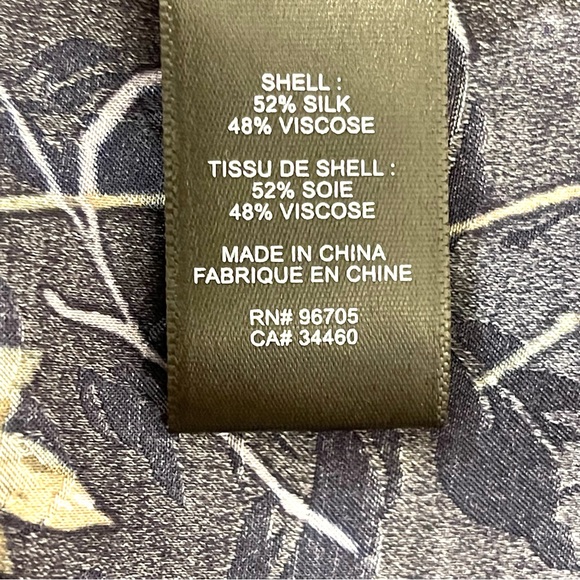 SHELL :
52% SILK
48% VISCOSE
TISSU DE SHELL :
52% SOIE
48% VISCOSE
MADE IN CHINA
FABRIQUE EN CHINE
RN# 96705
CA# 34460